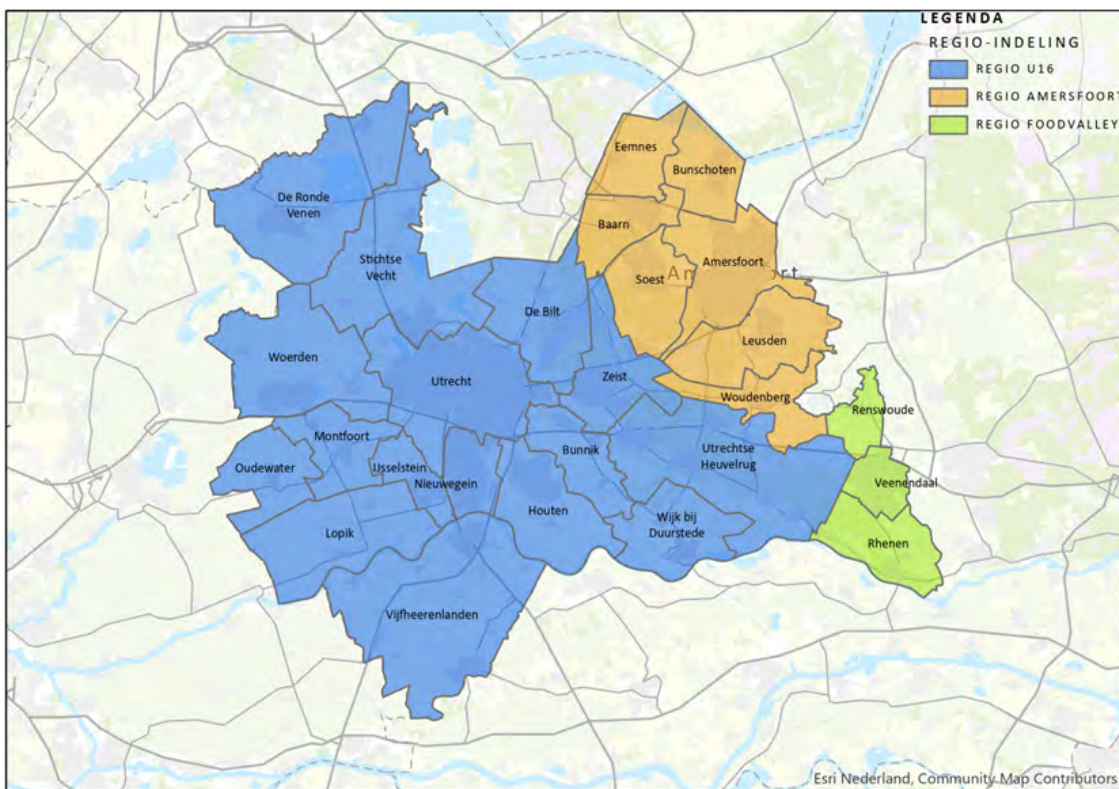 LEGENDA
REGIO-INDELING
REGIO U16
REGIO AMERSFOORT
REGIO FOODVALLEY
Eemnes
Bunschoten
De Ronde
Venen
Baarn
Stichtse
Vecht
Amersfoort
Soest
De Bilt
Leusden
Woerden
Utrecht
Zeist
Woudenberg
Renswoude
Montfoort
Bunnik
Utrechtse
Heuvelrug
Oudewater
IJsselstein
Nieuwegein
Veenendaal
Houten
Wijk bij
Duurstede
Lopik
Rhenen
Vijfheerenlanden
Esri Nederland, Community Map Contributors